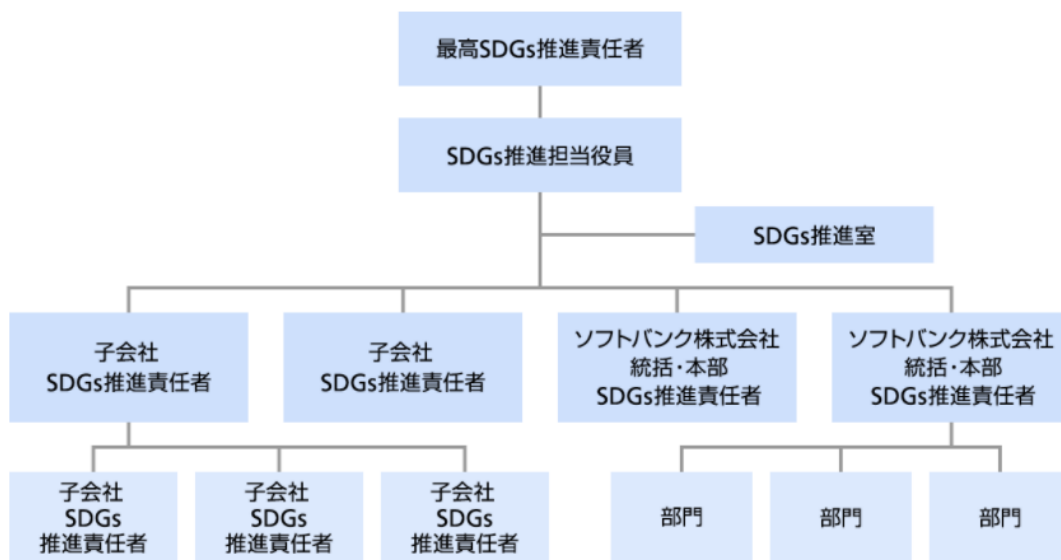 最高SDGs推進責任者
SDGs推進担当役員
SDGs推進室
子会社
SDGs推進責任者
子会社
SDGs推進責任者
ソフトバンク株式会社
統括・本部
SDGs推進責任者
ソフトバンク株式会社
統括・本部
SDGs推進責任者
子会社
SDGs
推進責任者
子会社
SDGs
推進責任者
子会社
SDGs
推進責任者
部門
部門
部門